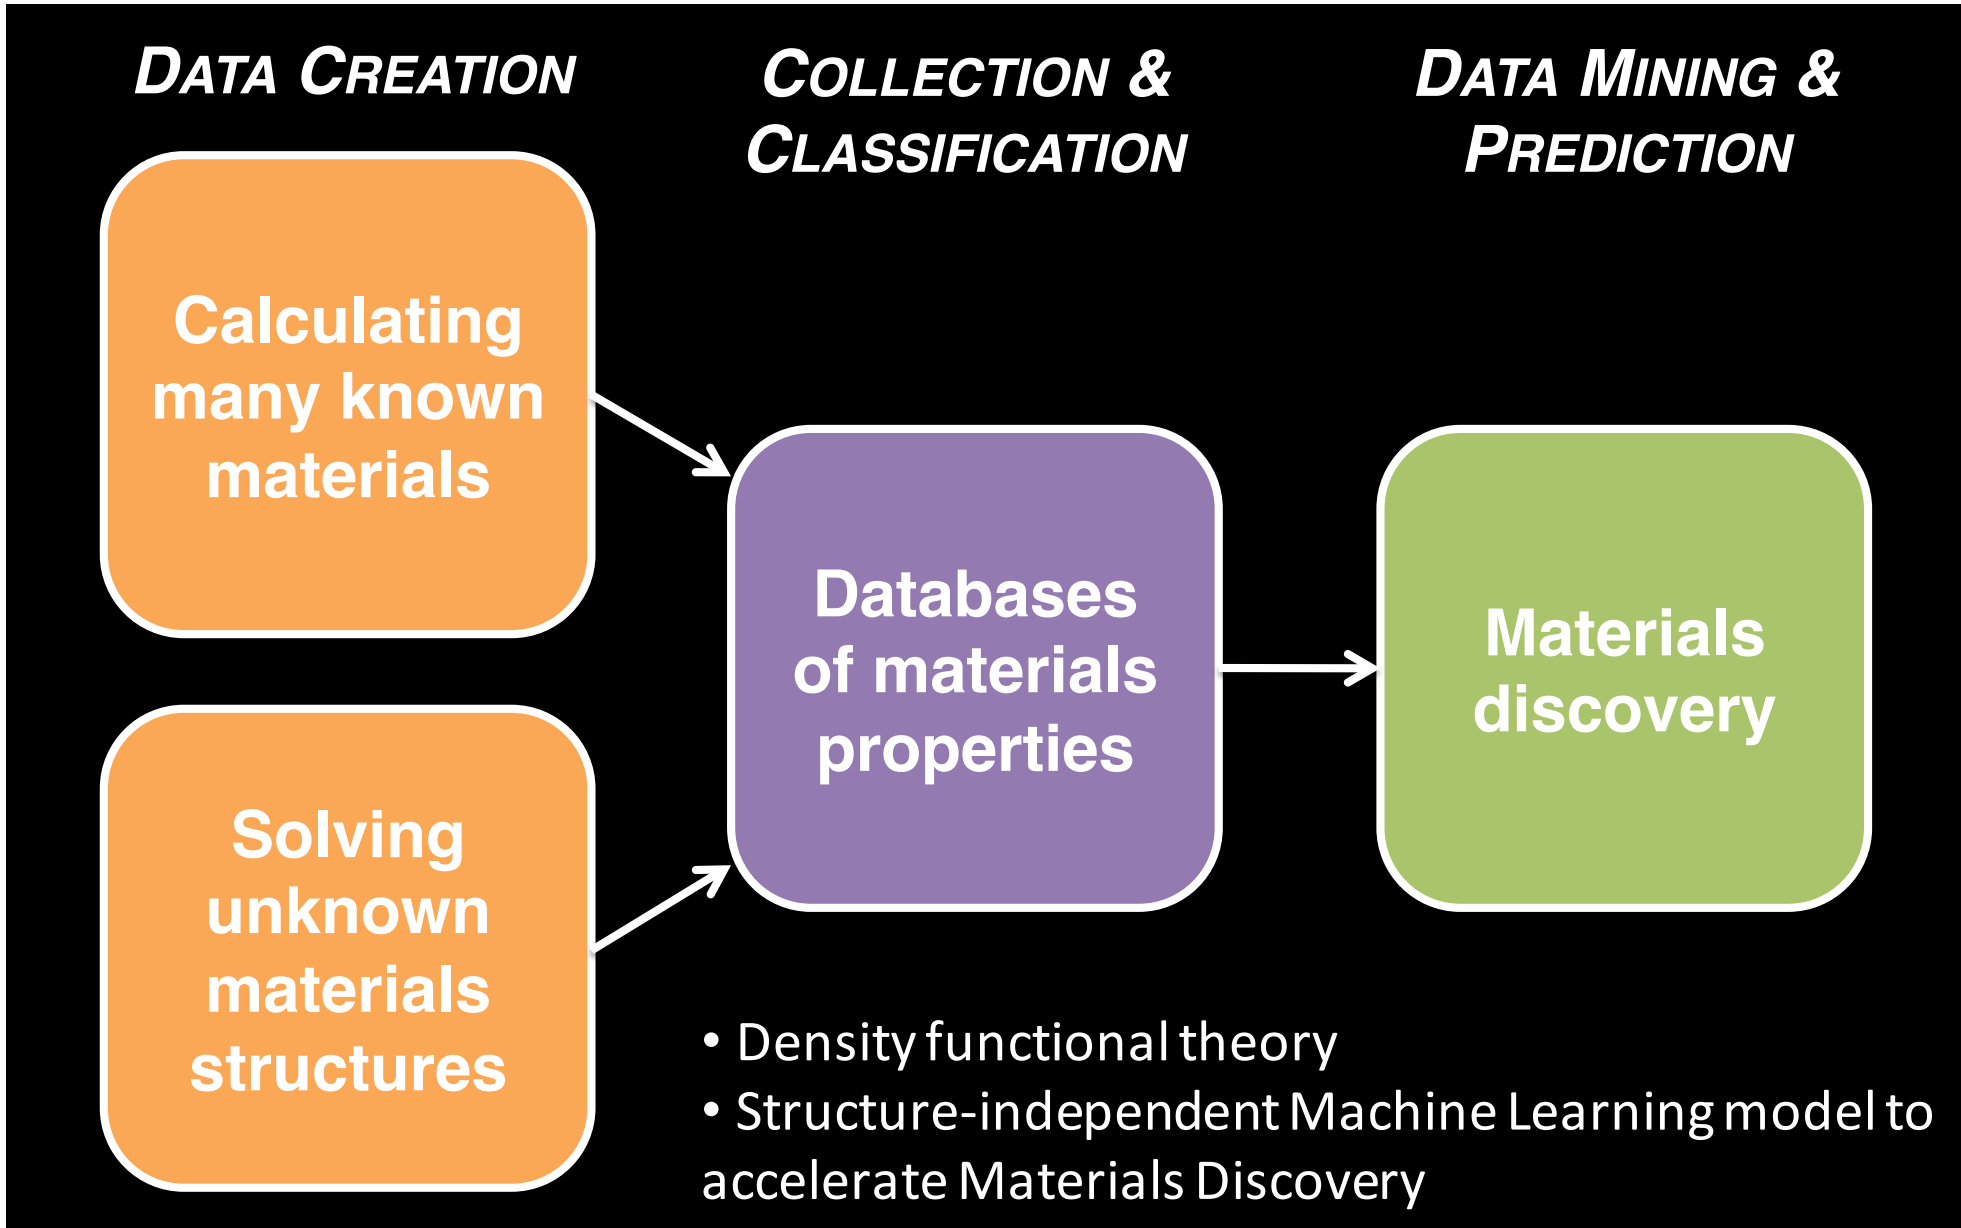 DATA CREATION
COLLECTION &
CLASSIFICATION
DATA MINING &
PREDICTION
Calculating
many known
materials
Solving
unknown
materials
structures
Databases
of materials
properties
Materials
discovery
• Density functional theory
• Structure-independent Machine Learning model to
accelerate Materials Discovery